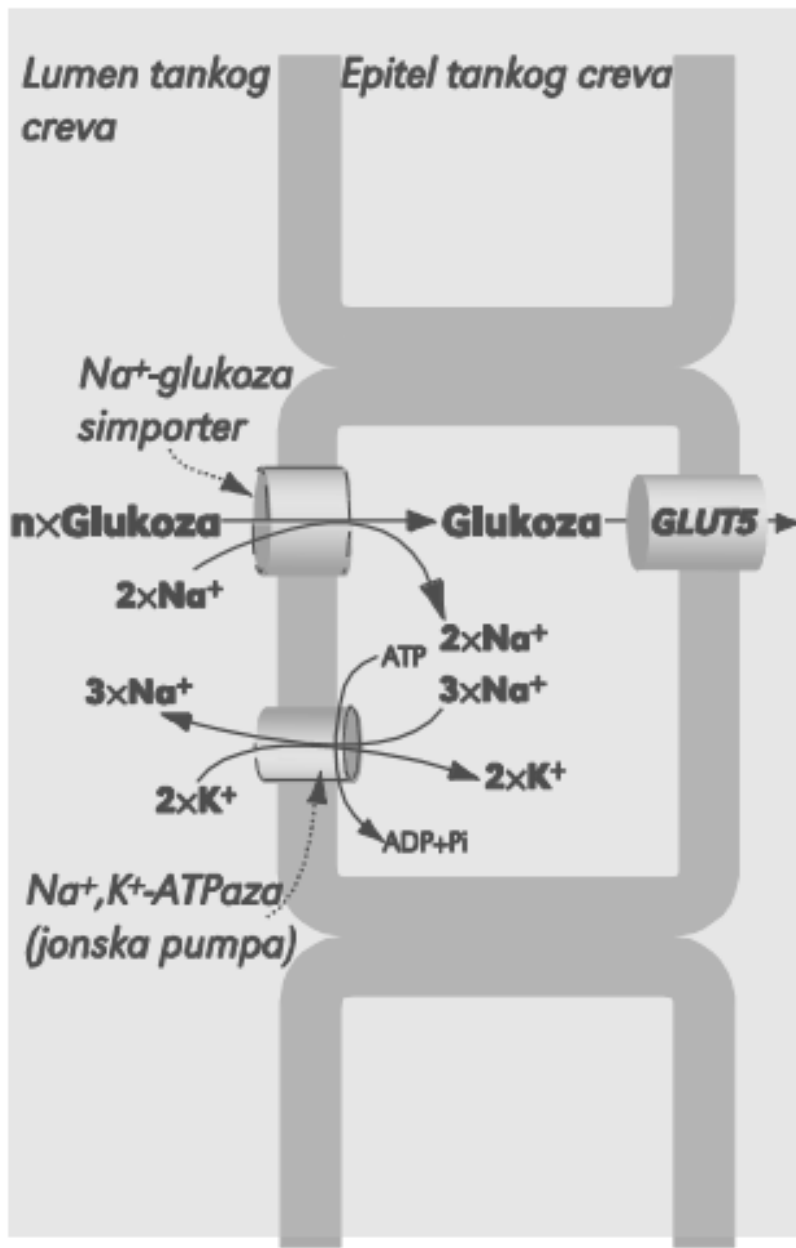 Lumen tankog
creva
Epitel tankog creva
Na⁺-glukoza
simporter
n×Glukoza
Glukoza
GLUT5
2×Na⁺
2×Na⁺
ATP
3×Na⁺
3×Na⁺
2×K⁺
2×K⁺
ADP+Pi
Na⁺,K⁺-ATPaza
(jonska pumpa)